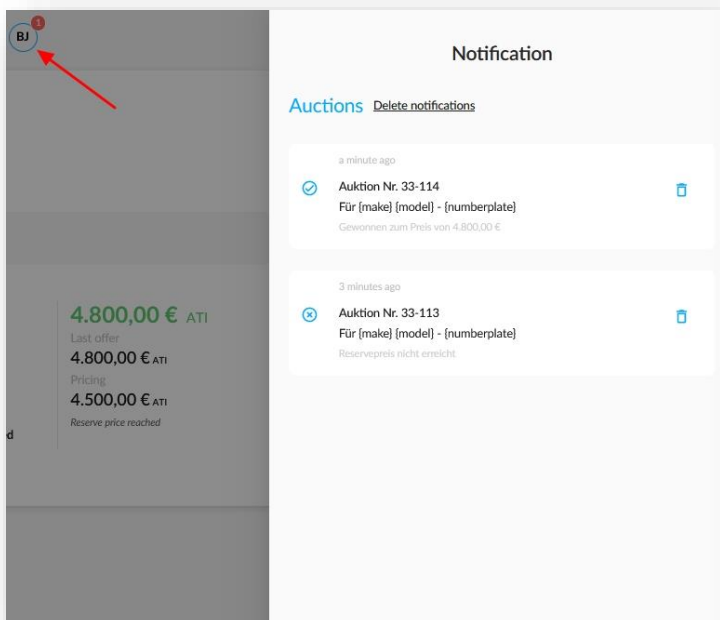 BJ
1
Notification
Auctions Delete notifications
a minute ago
Auktion Nr. 33-114
Für {make} {model} - {numberplate}
Gewonnen zum Preis von 4.800,00 €
3 minutes ago
Auktion Nr. 33-113
Für {make} {model} - {numberplate}
Reservepreis nicht erreicht
4.800,00 € ATI
Last offer
4.800,00 € ATI
Pricing
4.500,00 € ATI
Reserve price reached
d